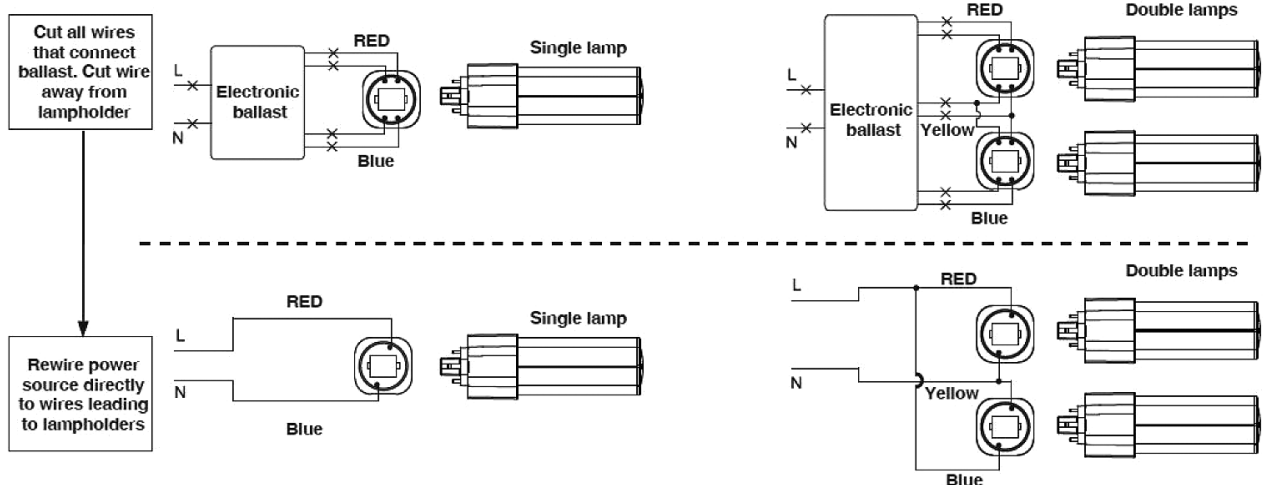 Cut all wires
that connect
ballast. Cut wire
away from
lampholder
L
N
Electronic
ballast
RED
Blue
Single lamp
L
N
Electronic
ballast
RED
Yellow
Blue
Double lamps
Rewire power
source directly
to wires leading
to lampholders
L
N
RED
Blue
Single lamp
L
N
RED
Yellow
Blue
Double lamps